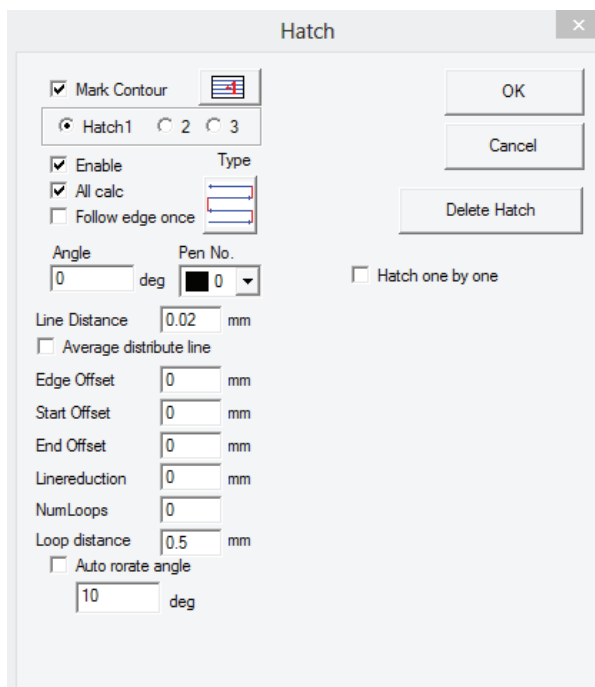 Hatch
Mark Contour
OK
Hatch1 2 3
Cancel
Enable Type
All calc
Follow edge once
Delete Hatch
Angle Pen No.
0 deg 0
Hatch one by one
Line Distance 0.02 mm
Average distribute line
Edge Offset 0 mm
Start Offset 0 mm
End Offset 0 mm
Linereduction 0 mm
NumLoops 0
Loop distance 0.5 mm
Auto rorate angle
10 deg